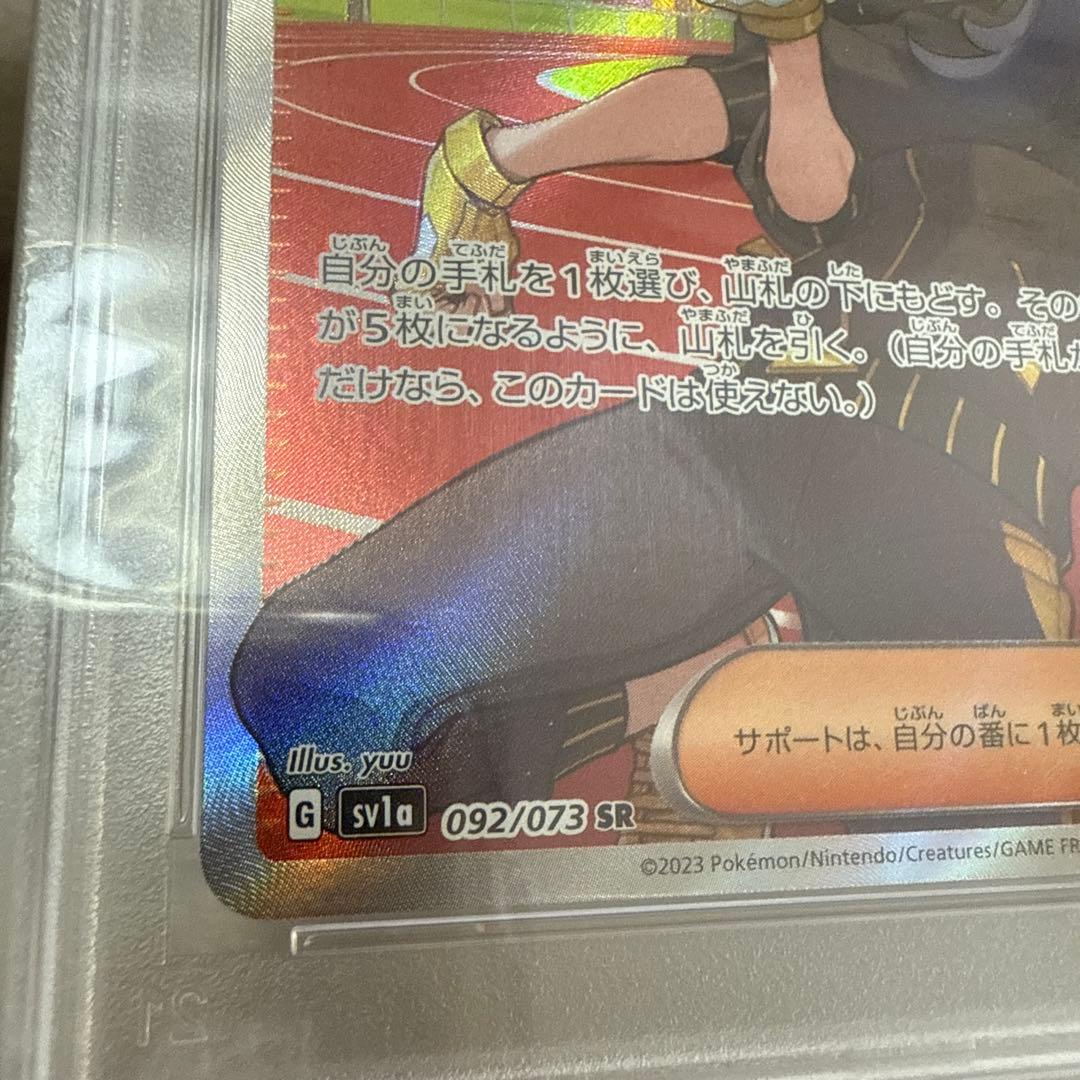 自分の手札を1枚選び、山札の下にもどす。その
が5枚になるように、山札を引く。（自分の手札が
だけなら、このカードは使えない。）
サポートは、自分の番に1枚
Illus. yuu
G sv1a 092/073 SR
©2023 Pokémon/Nintendo/Creatures/GAME FR